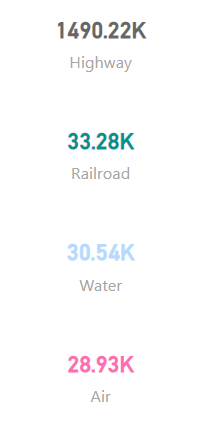 1490.22K
Highway
33.28K
Railroad
30.54K
Water
28.93K
Air